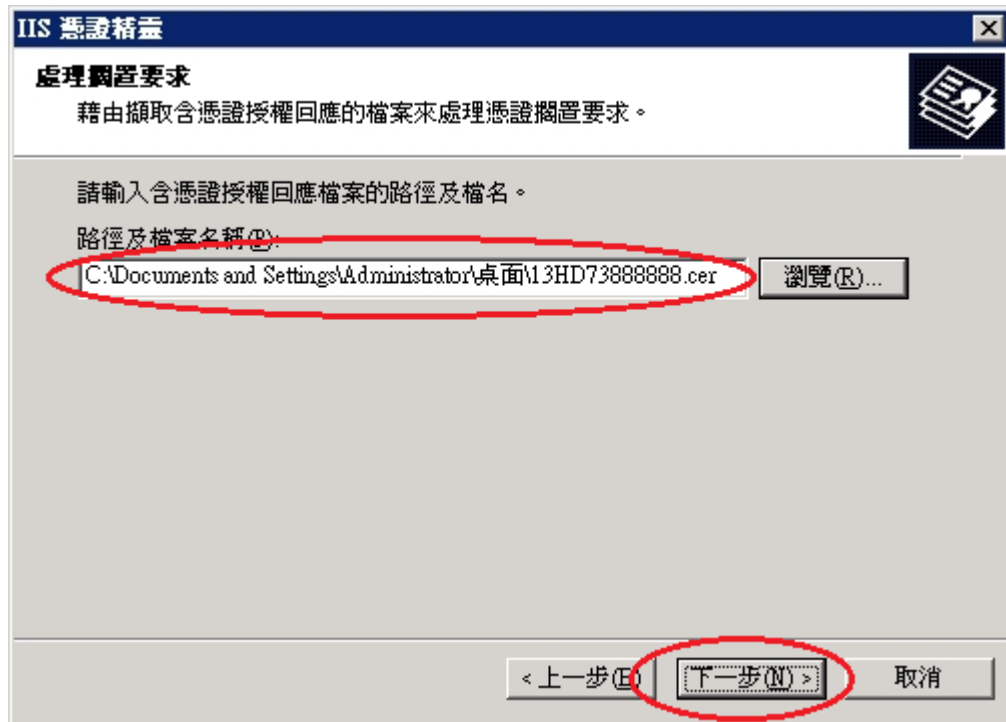 IIS 憑證精靈
處理擱置要求
藉由擷取含憑證授權回應的檔案來處理憑證擱置要求。
請輸入含憑證授權回應檔案的路徑及檔名。
路徑及檔案名稱(P):
C:\Documents and Settings\Administrator\桌面\13HD73888888.cer
瀏覽(R)...
< 上一步(B) 下一步(N) > 取消